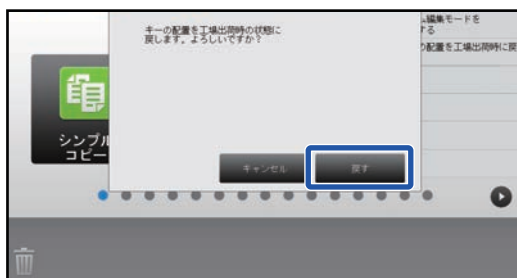 キーの配置を工場出荷時の状態に
戻します。よろしいですか？
ム編集モードを
する
の配置を工場出荷時に戻
シンプル
コピー
キャンセル
戻す